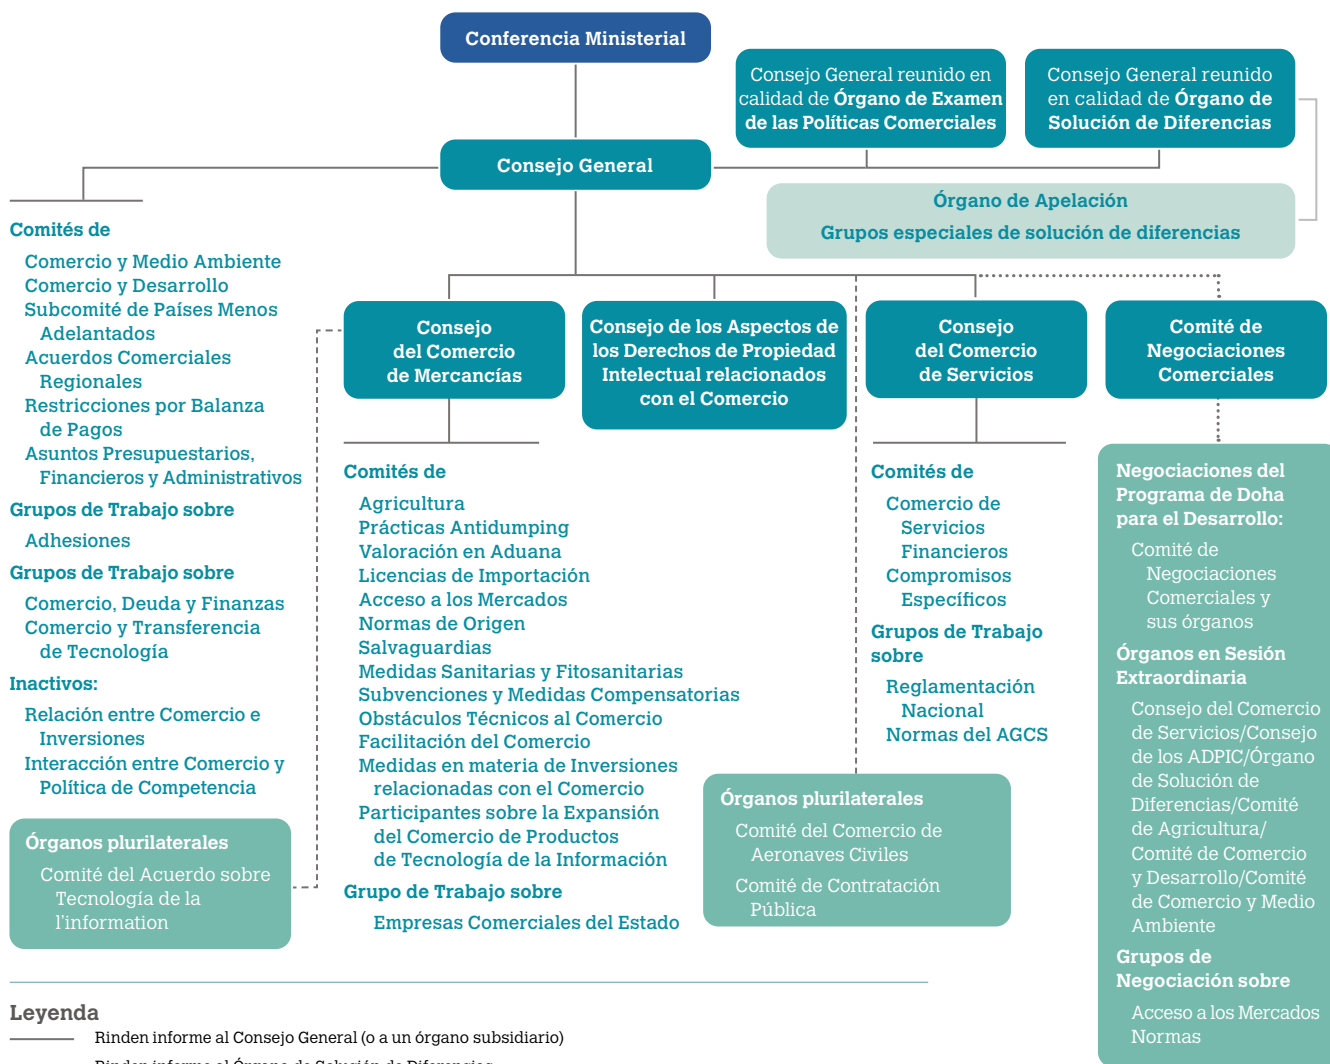 Conferencia Ministerial
Consejo General reunido en
calidad de Órgano de Examen
de las Políticas Comerciales
Consejo General reunido
en calidad de Órgano de
Solución de Diferencias
Consejo General
Órgano de Apelación
Grupos especiales de solución de diferencias
Comités de
Comercio y Medio Ambiente
Comercio y Desarrollo
Subcomité de Países Menos
Adelantados
Acuerdos Comerciales
Regionales
Restricciones por Balanza
de Pagos
Asuntos Presupuestarios,
Financieros y Administrativos
Grupos de Trabajo sobre
Adhesiones
Grupos de Trabajo sobre
Comercio, Deuda y Finanzas
Comercio y Transferencia
de Tecnología
Inactivos:
Relación entre Comercio e
Inversiones
Interacción entre Comercio y
Política de Competencia
Órganos plurilaterales
Comité del Acuerdo sobre
Tecnología de la
l'information
Consejo
del Comercio
de Mercancías
Comités de
Agricultura
Prácticas Antidumping
Valoración en Aduana
Licencias de Importación
Acceso a los Mercados
Normas de Origen
Salvaguardias
Medidas Sanitarias y Fitosanitarias
Subvenciones y Medidas Compensatorias
Obstáculos Técnicos al Comercio
Facilitación del Comercio
Medidas en materia de Inversiones
relacionadas con el Comercio
Participantes sobre la Expansión
del Comercio de Productos
de Tecnología de la Información
Grupo de Trabajo sobre
Empresas Comerciales del Estado
Consejo de los Aspectos de
los Derechos de Propiedad
Intelectual relacionados
con el Comercio
Consejo
del Comercio
de Servicios
Comités de
Comercio de
Servicios
Financieros
Compromisos
Específicos
Grupos de Trabajo
sobre
Reglamentación
Nacional
Normas del AGCS
Órganos plurilaterales
Comité del Comercio de
Aeronaves Civiles
Comité de Contratación
Pública
Comité de
Negociaciones
Comerciales
Negociaciones del
Programa de Doha
para el Desarrollo:
Comité de
Negociaciones
Comerciales y
sus órganos
Órganos en Sesión
Extraordinaria
Consejo del Comercio
de Servicios/Consejo
de los ADPIC/Órgano
de Solución de
Diferencias/Comité
de Agricultura/
Comité de Comercio
y Desarrollo/Comité
de Comercio y Medio
Ambiente
Grupos de
Negociación sobre
Acceso a los Mercados
Normas
Leyenda
Rinden informe al Consejo General (o a un órgano subsidiario)
Rinden informe al Órgano de Solución de Diferencias